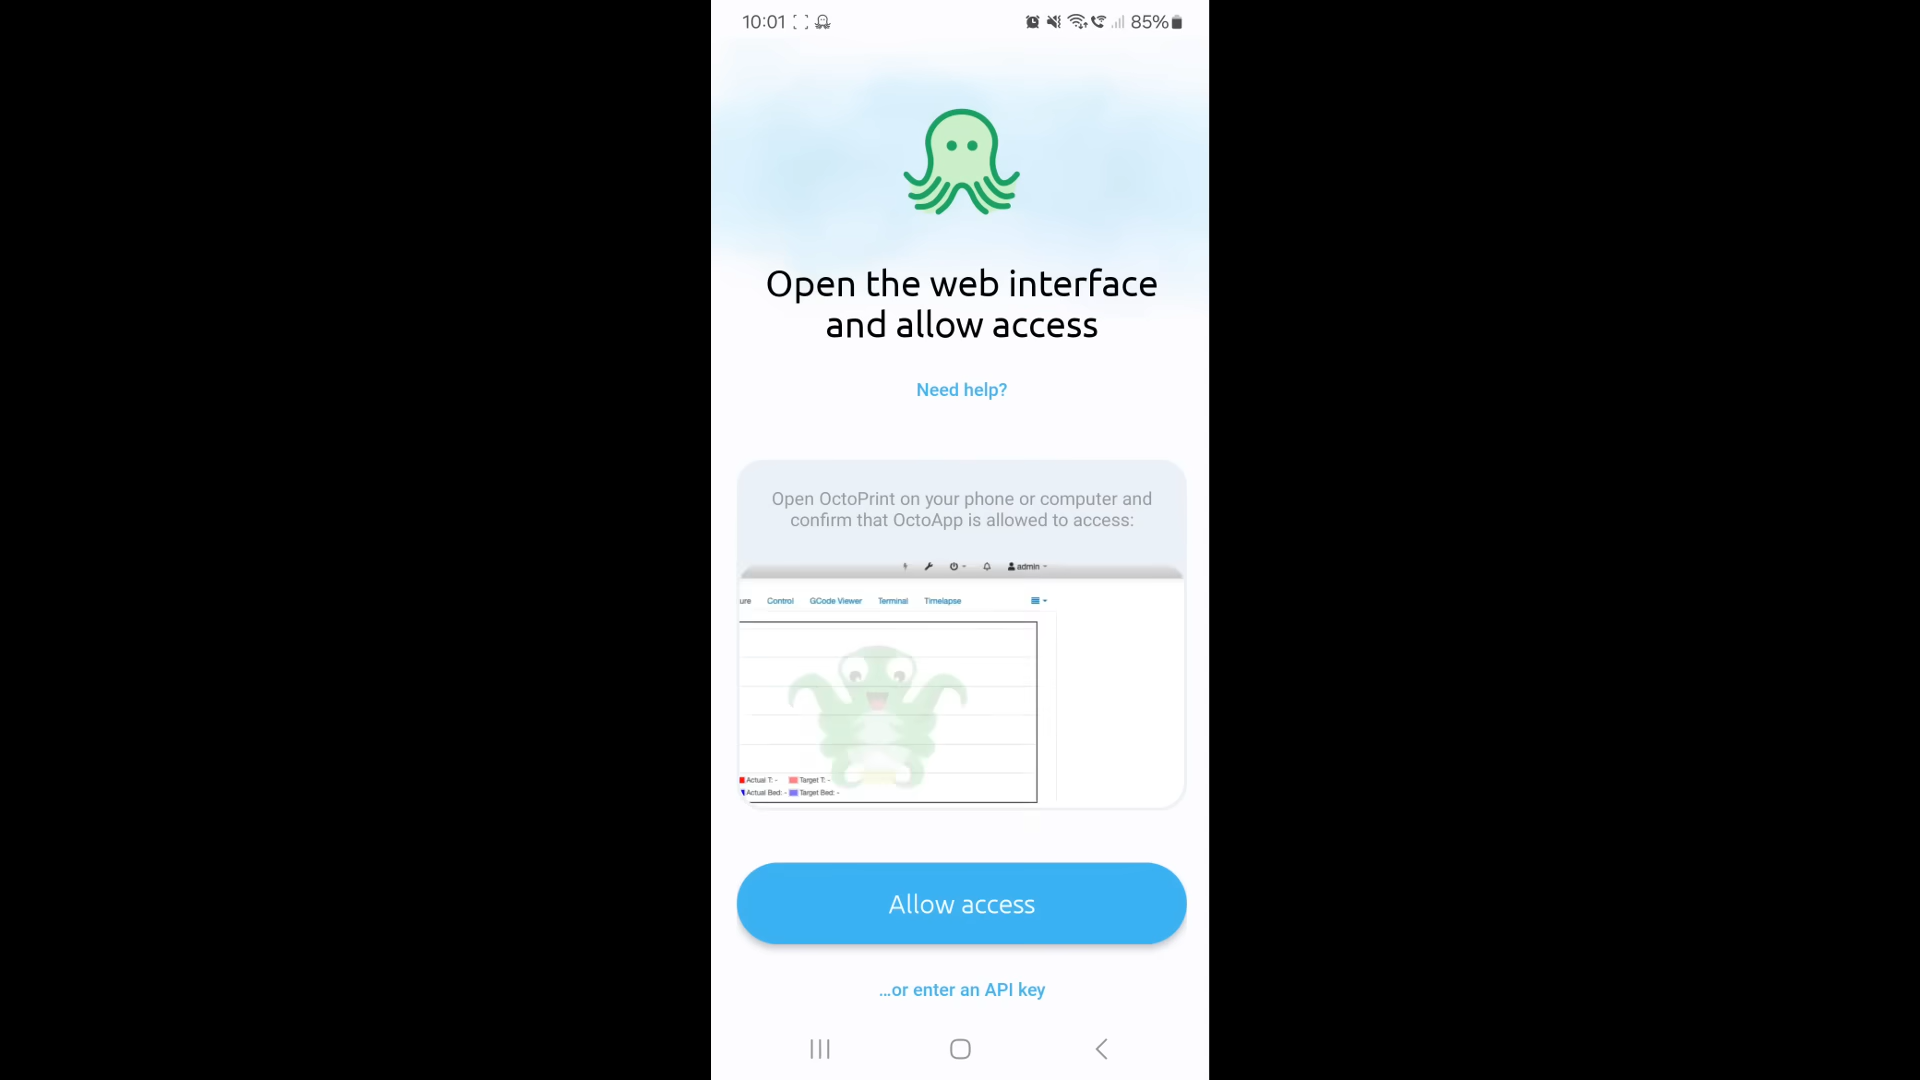 10:01 85%
Open the web interface
and allow access
Need help?
Open OctoPrint on your phone or computer and
confirm that OctoApp is allowed to access:
admin
ure Control GCode Viewer Terminal Timelapse
Actual T: - Target T: -
Actual Bed: - Target Bed: -
Allow access
...or enter an API key